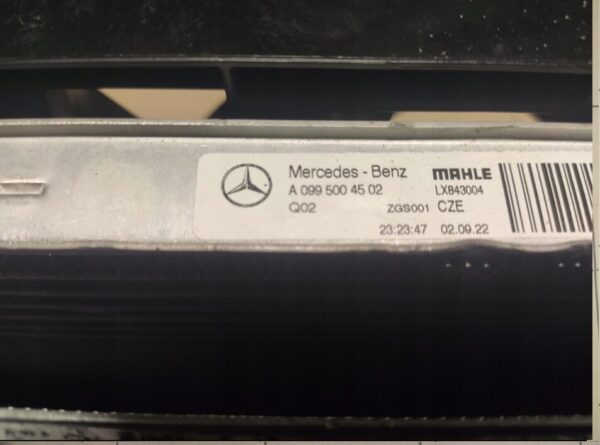 Mercedes - Benz MAHLE
A 099 500 45 02 LX843004
Q02 ZGS001 CZE
23:23:47 02.09.22